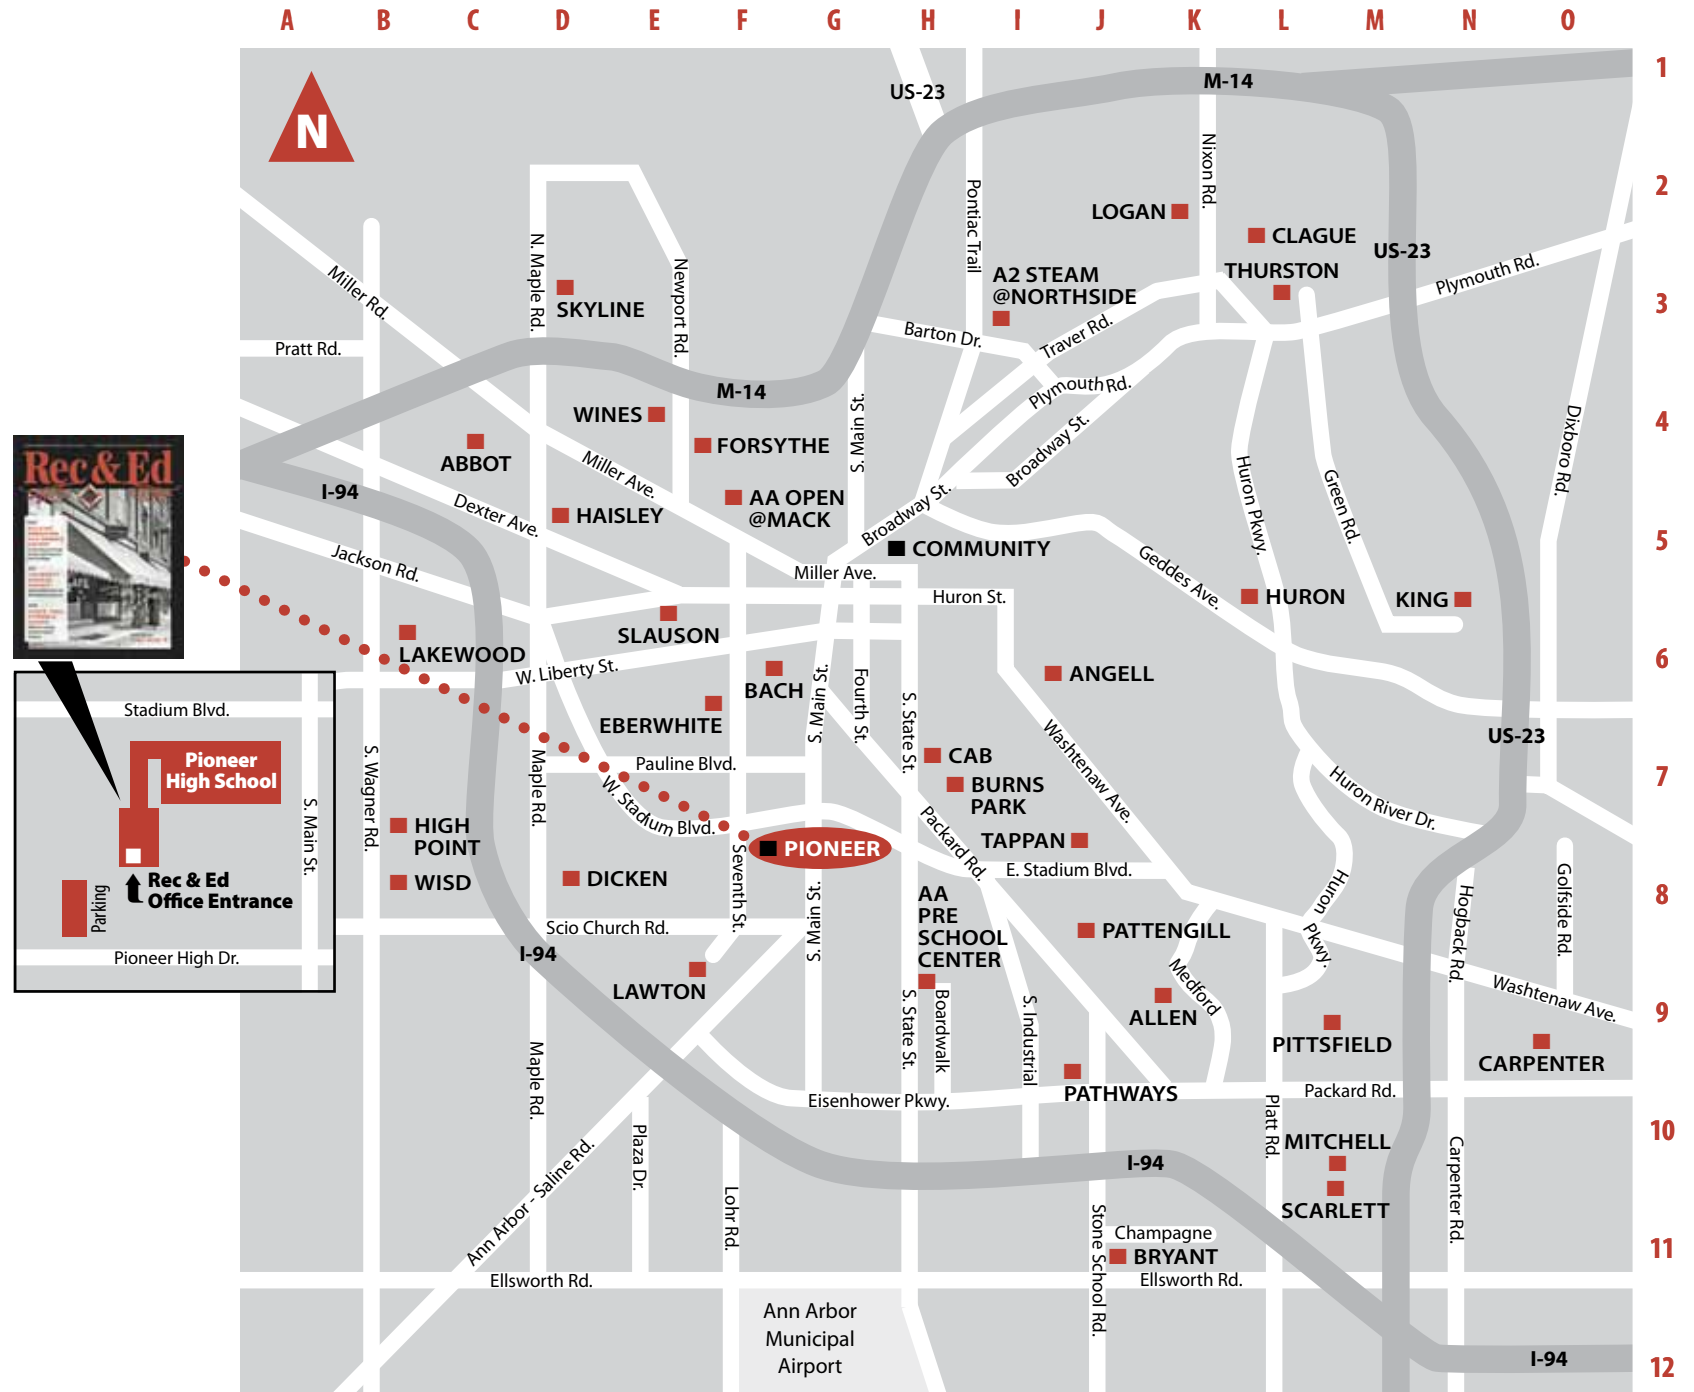 A B C D E F G H I J K L M N O
1
2
3
4
5
6
7
8
9
10
11
12
N
US-23
M-14
Nixon Rd.
Pontiac Trail
LOGAN
CLAGUE
US-23
THURSTON
Plymouth Rd.
A2 STEAM
@NORTHSIDE
Miller Rd.
N. Maple Rd.
Newport Rd.
SKYLINE
Pratt Rd.
Barton Dr.
Traver Rd.
M-14
Plymouth Rd.
S. Main St.
WINES
FORSYTHE
ABBOT
Broadway St.
Dixboro Rd.
Miller Ave.
I-94
AA OPEN
@MACK
Dexter Ave.
HAISLEY
Broadway St.
Huron Pkwy.
Green Rd.
COMMUNITY
Jackson Rd.
Miller Ave.
Geddes Ave.
Huron St.
HURON
KING
SLAUSON
LAKEWOOD
W. Liberty St.
BACH
ANGELL
EBERWHITE
S. Main St.
Fourth St.
S. State St.
Washtenaw Ave.
US-23
Rec & Ed
Stadium Blvd.
Pioneer
High School
S. Main St.
Rec & Ed
Office Entrance
Parking
Pioneer High Dr.
S. Wagner Rd.
Maple Rd.
Pauline Blvd.
W. Stadium Blvd.
CAB
BURNS
PARK
Huron River Dr.
HIGH
POINT
WISD
DICKEN
PIONEER
Packard Rd.
TAPPAN
E. Stadium Blvd.
Seventh St.
S. Main St.
Scio Church Rd.
I-94
AA
PRE
SCHOOL
CENTER
PATTENGILL
Huron
Pkwy.
Hogback Rd.
Golfside Rd.
LAWTON
Medford
ALLEN
Washtenaw Ave.
S. State St.
Boardwalk
S. Industrial
PITTSFIELD
CARPENTER
Maple Rd.
PATHWAYS
Eisenhower Pkwy.
Packard Rd.
Platt Rd.
Plaza Dr.
MITCHELL
I-94
Carpenter Rd.
Ann Arbor - Saline Rd.
Lohr Rd.
SCARLETT
Stone School Rd.
Champagne
BRYANT
Ellsworth Rd.
Ellsworth Rd.
Ann Arbor
Municipal
Airport
I-94